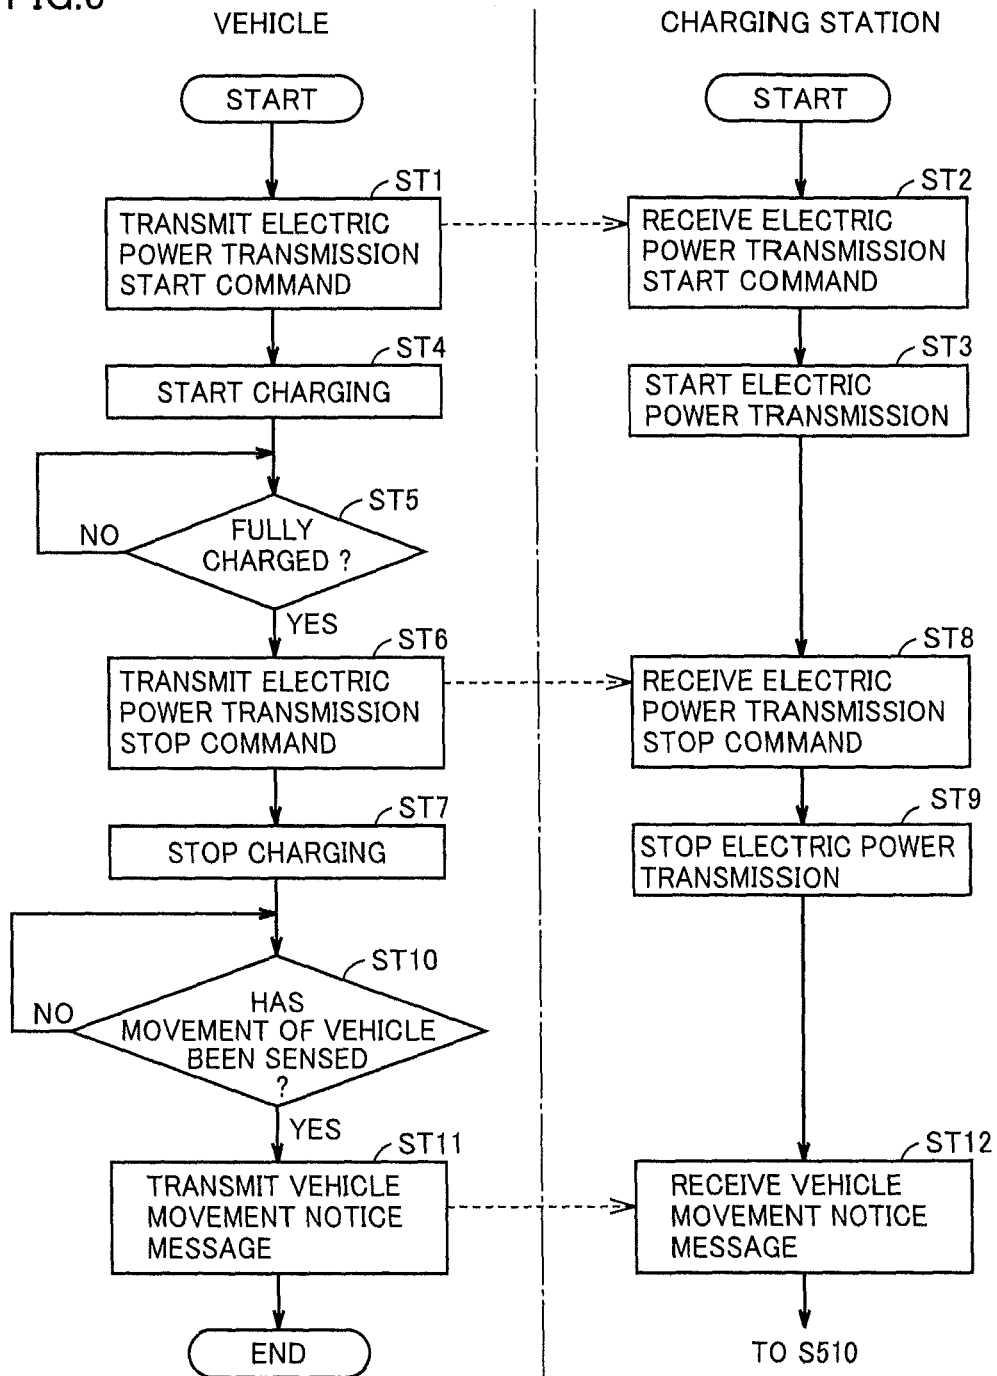 VEHICLE
CHARGING STATION
START
ST1
TRANSMIT ELECTRIC
POWER TRANSMISSION
START COMMAND
ST4
START CHARGING
ST5
FULLY
CHARGED ?
NO
YES
ST6
TRANSMIT ELECTRIC
POWER TRANSMISSION
STOP COMMAND
ST7
STOP CHARGING
ST10
HAS
MOVEMENT OF VEHICLE
BEEN SENSED
?
NO
YES
ST11
TRANSMIT VEHICLE
MOVEMENT NOTICE
MESSAGE
END
START
ST2
RECEIVE ELECTRIC
POWER TRANSMISSION
START COMMAND
ST3
START ELECTRIC
POWER TRANSMISSION
ST8
RECEIVE ELECTRIC
POWER TRANSMISSION
STOP COMMAND
ST9
STOP ELECTRIC POWER
TRANSMISSION
ST12
RECEIVE VEHICLE
MOVEMENT NOTICE
MESSAGE
TO S510